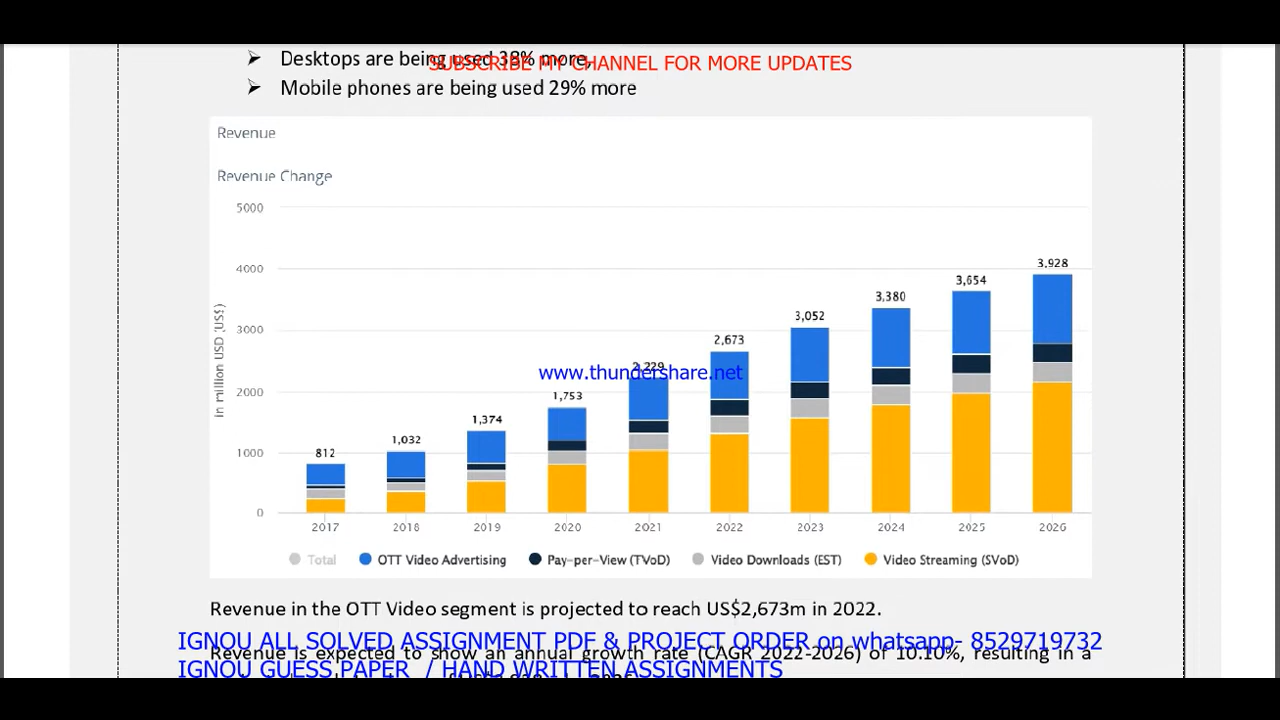 ➢ Desktops are being used 38% more,
SUBSCRIBE MY CHANNEL FOR MORE UPDATES
➢ Mobile phones are being used 29% more
Revenue
Revenue Change
in million USD (US$)
5000
4000
3000
2000
1000
0
812
1,032
1,374
1,753
2,229
2,673
3,052
3,380
3,654
3,928
www.thundershare.net
2017 2018 2019 2020 2021 2022 2023 2024 2025 2026
Total OTT Video Advertising Pay-per-View (TVoD) Video Downloads (EST) Video Streaming (SVoD)
Revenue in the OTT Video segment is projected to reach US$2,673m in 2022.
IGNOU ALL SOLVED ASSIGNMENT PDF & PROJECT ORDER on whatsapp- 8529719732
Revenue is expected to show an annual growth rate (CAGR 2022-2026) of 10.10%, resulting in a
IGNOU GUESS PAPER / HAND WRITTEN ASSIGNMENTS